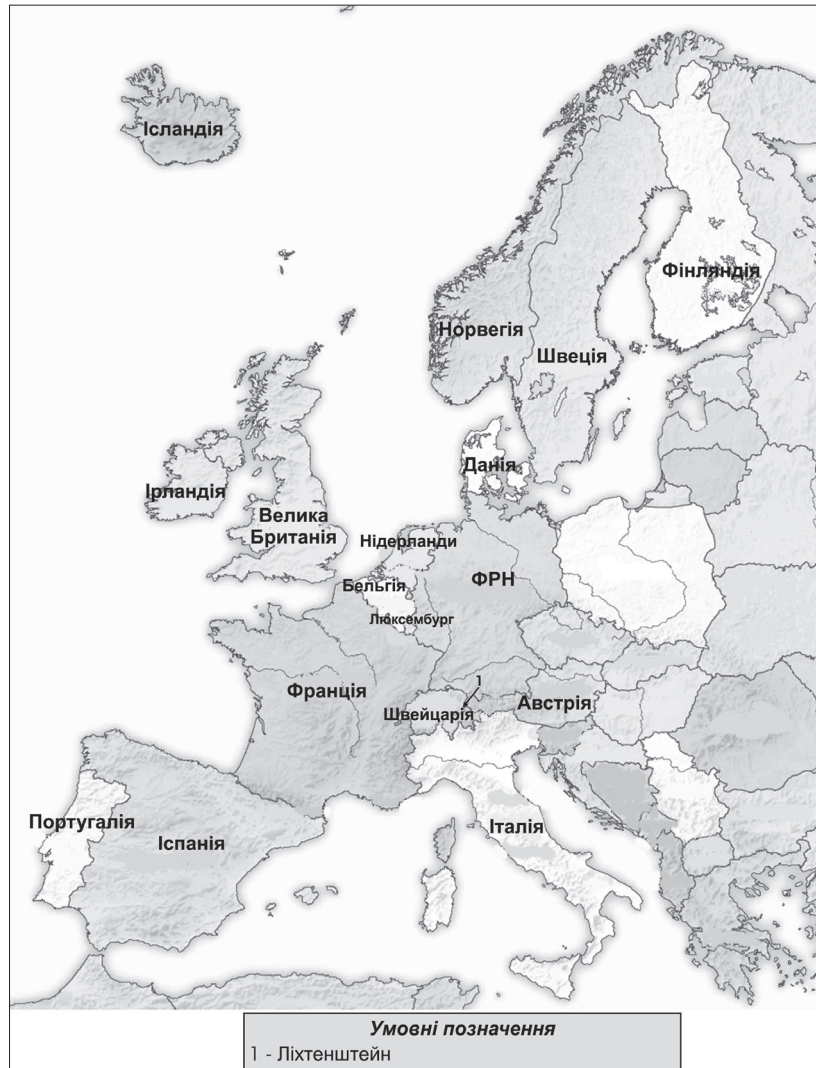 Ісландія
Фінляндія
Норвегія
Швеція
Данія
Ірландія
Велика
Британія
Нідерланди
Бельгія
ФРН
Люксембург
1
Франція
Швейцарія
Австрія
Португалія
Іспанія
Італія
Умовні позначення
1 - Ліхтенштейн